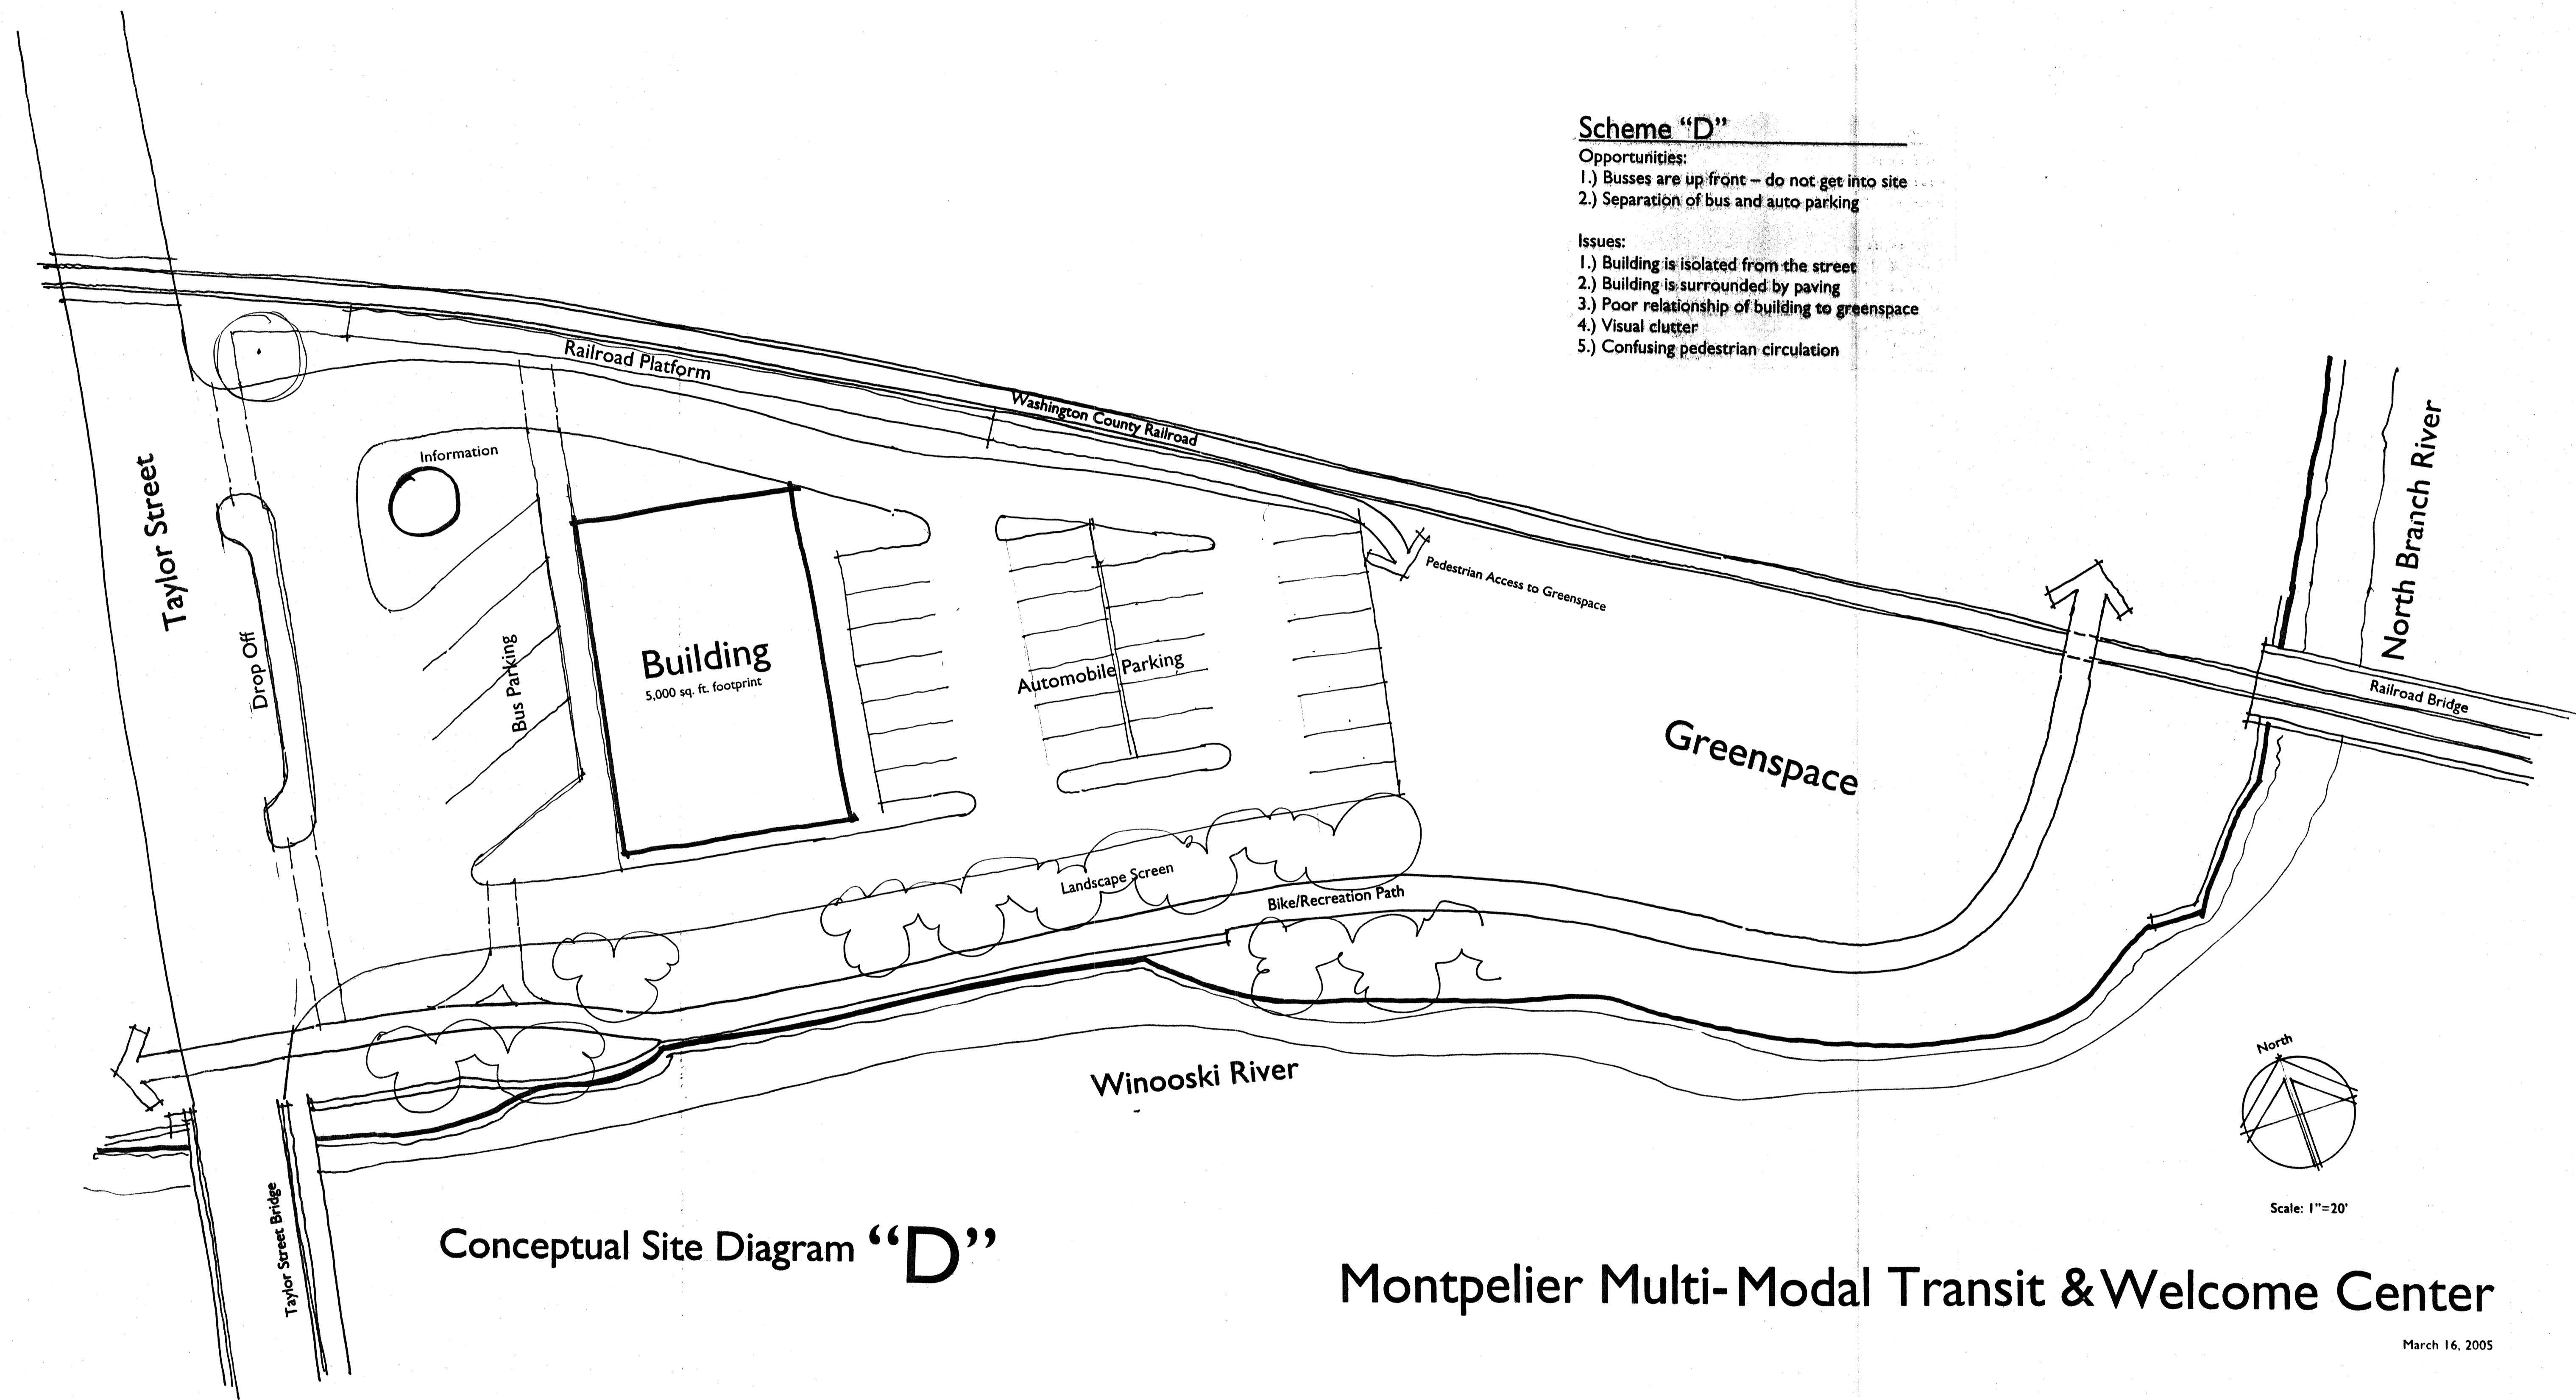 Scheme “D”
Opportunities:
1.) Busses are up front – do not get into site
2.) Separation of bus and auto parking
Issues:
1.) Building is isolated from the street
2.) Building is surrounded by paving
3.) Poor relationship of building to greenspace
4.) Visual clutter
5.) Confusing pedestrian circulation
Railroad Platform
Washington County Railroad
Information
Taylor Street
Drop Off
Bus Parking
Building
5,000 sq. ft. footprint
Automobile Parking
Pedestrian Access to Greenspace
Greenspace
North Branch River
Railroad Bridge
Landscape Screen
Bike/Recreation Path
Winooski River
North
Scale: 1"=20'
Taylor Street Bridge
Conceptual Site Diagram “D”
Montpelier Multi-Modal Transit & Welcome Center
March 16, 2005